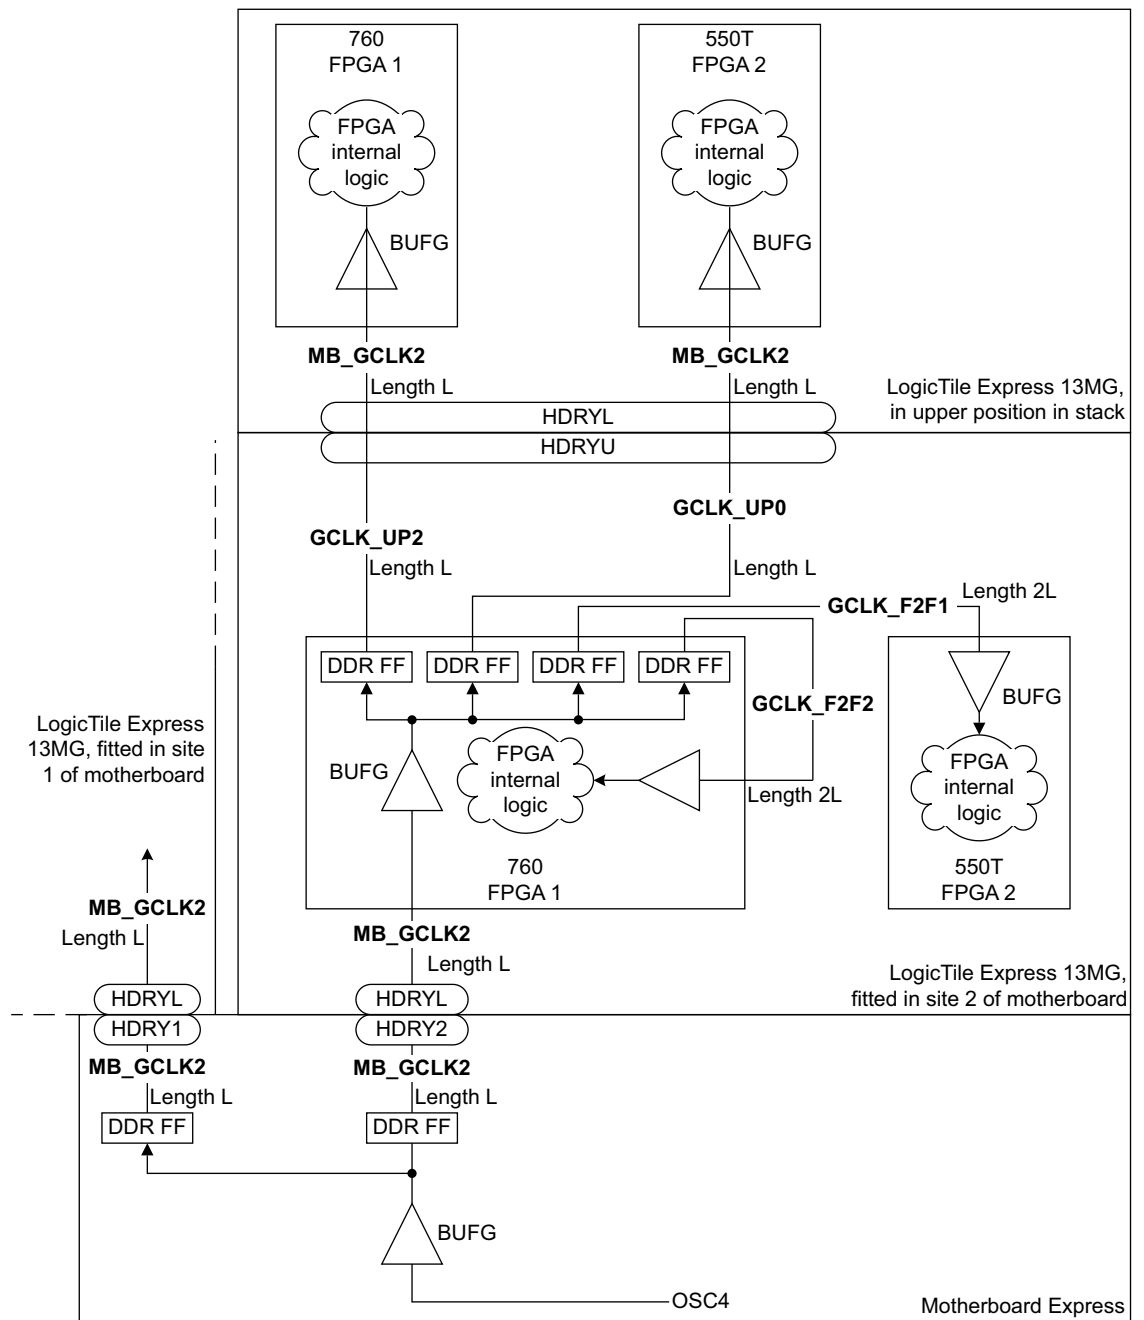 760
FPGA 1
550T
FPGA 2
FPGA
internal
logic
FPGA
internal
logic
BUFG
BUFG
MB_GCLK2
MB_GCLK2
Length L
Length L
LogicTile Express 13MG,
in upper position in stack
HDRYL
HDRYU
GCLK_UP0
GCLK_UP2
Length L
Length L
Length 2L
GCLK_F2F1
DDR FF
DDR FF
DDR FF
DDR FF
BUFG
GCLK_F2F2
LogicTile Express
13MG, fitted in site
1 of motherboard
BUFG
FPGA
internal
logic
FPGA
internal
logic
Length 2L
760
FPGA 1
550T
FPGA 2
MB_GCLK2
Length L
MB_GCLK2
Length L
LogicTile Express 13MG,
fitted in site 2 of motherboard
HDRYL
HDRY1
HDRYL
HDRY2
MB_GCLK2
MB_GCLK2
Length L
Length L
DDR FF
DDR FF
BUFG
OSC4
Motherboard Express